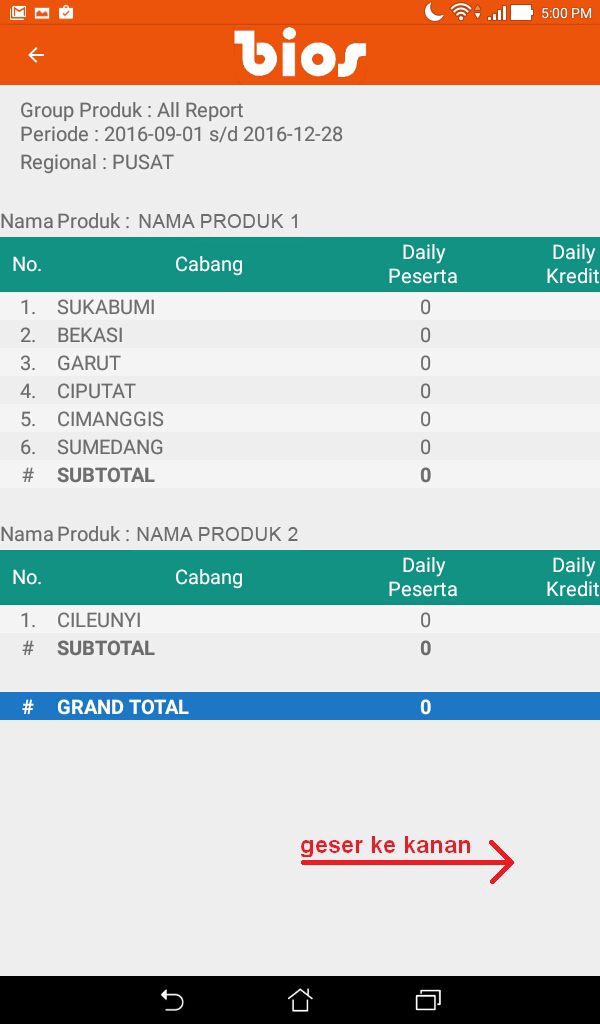 5:00 PM
bios
Group Produk : All Report
Periode : 2016-09-01 s/d 2016-12-28
Regional : PUSAT
Nama Produk : NAMA PRODUK 1
No. Cabang Daily Peserta Daily Kredit
1. SUKABUMI 0
2. BEKASI 0
3. GARUT 0
4. CIPUTAT 0
5. CIMANGGIS 0
6. SUMEDANG 0
# SUBTOTAL 0
Nama Produk : NAMA PRODUK 2
No. Cabang Daily Peserta Daily Kredit
1. CILEUNYI 0
# SUBTOTAL 0
# GRAND TOTAL 0
geser ke kanan